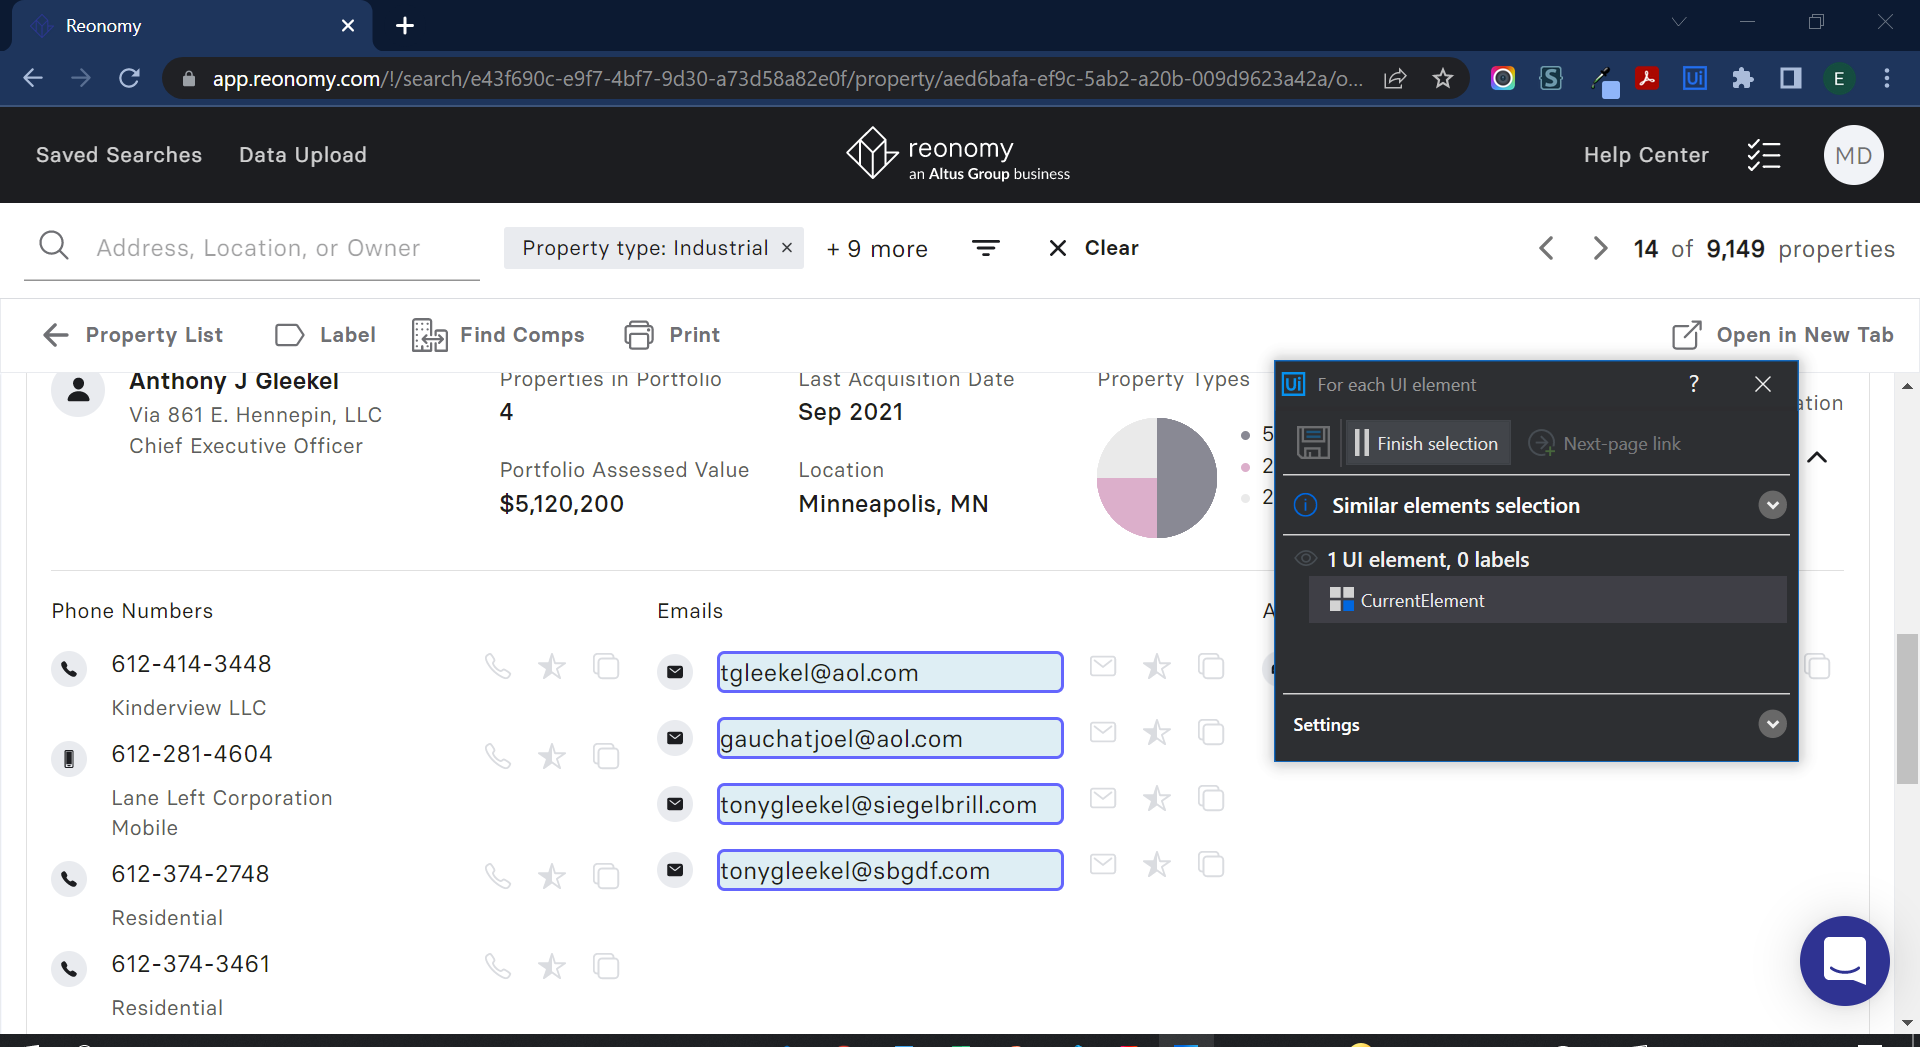 Reonomy
app.reonomy.com/!/search/e43f690c-e9f7-4bf7-9d30-a73d58a82e0f/property/aed6bafa-ef9c-5ab2-a20b-009d9623a42a/o...
S
Ui
E
Saved Searches
Data Upload
reonomy
an Altus Group business
Help Center
MD
Address, Location, or Owner
Property type: Industrial ×
+ 9 more
Clear
14 of 9,149 properties
Property List
Label
Find Comps
Print
Open in New Tab
Anthony J Gleekel
Via 861 E. Hennepin, LLC
Chief Executive Officer
Properties in Portfolio
4
Last Acquisition Date
Sep 2021
Portfolio Assessed Value
$5,120,200
Location
Minneapolis, MN
Property Types
5
2
2
ation
Ui For each UI element ?
Finish selection
Next-page link
Similar elements selection
1 UI element, 0 labels
CurrentElement
Settings
Phone Numbers
612-414-3448
Kinderview LLC
612-281-4604
Lane Left Corporation
Mobile
612-374-2748
Residential
612-374-3461
Residential
Emails
tgleekel@aol.com
gauchatjoel@aol.com
tonygleekel@siegelbrill.com
tonygleekel@sbgdf.com
A